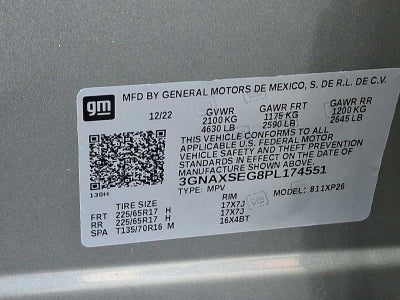 gm
MFD BY GENERAL MOTORS DE MEXICO, S. DE R.L. DE C.V.
12/22 GVWR GAWR FRT GAWR RR
2100 KG 1175 KG 1200 KG
4630 LB 2590 LB 2645 LB
THIS VEHICLE CONFORMS TO ALL
APPLICABLE U.S. FEDERAL MOTOR
VEHICLE SAFETY AND THEFT PREVENTION
STANDARDS IN EFFECT ON THE DATE OF
MANUFACTURE SHOWN ABOVE.
3GNAXSEG8PL174551
130H TYPE: MPV MODEL: 811XP26
TIRE SIZE RIM
FRT 225/65R17 H 17X7J
RR 225/65R17 H 17X7J
SPA T135/70R16 M 16X4BT